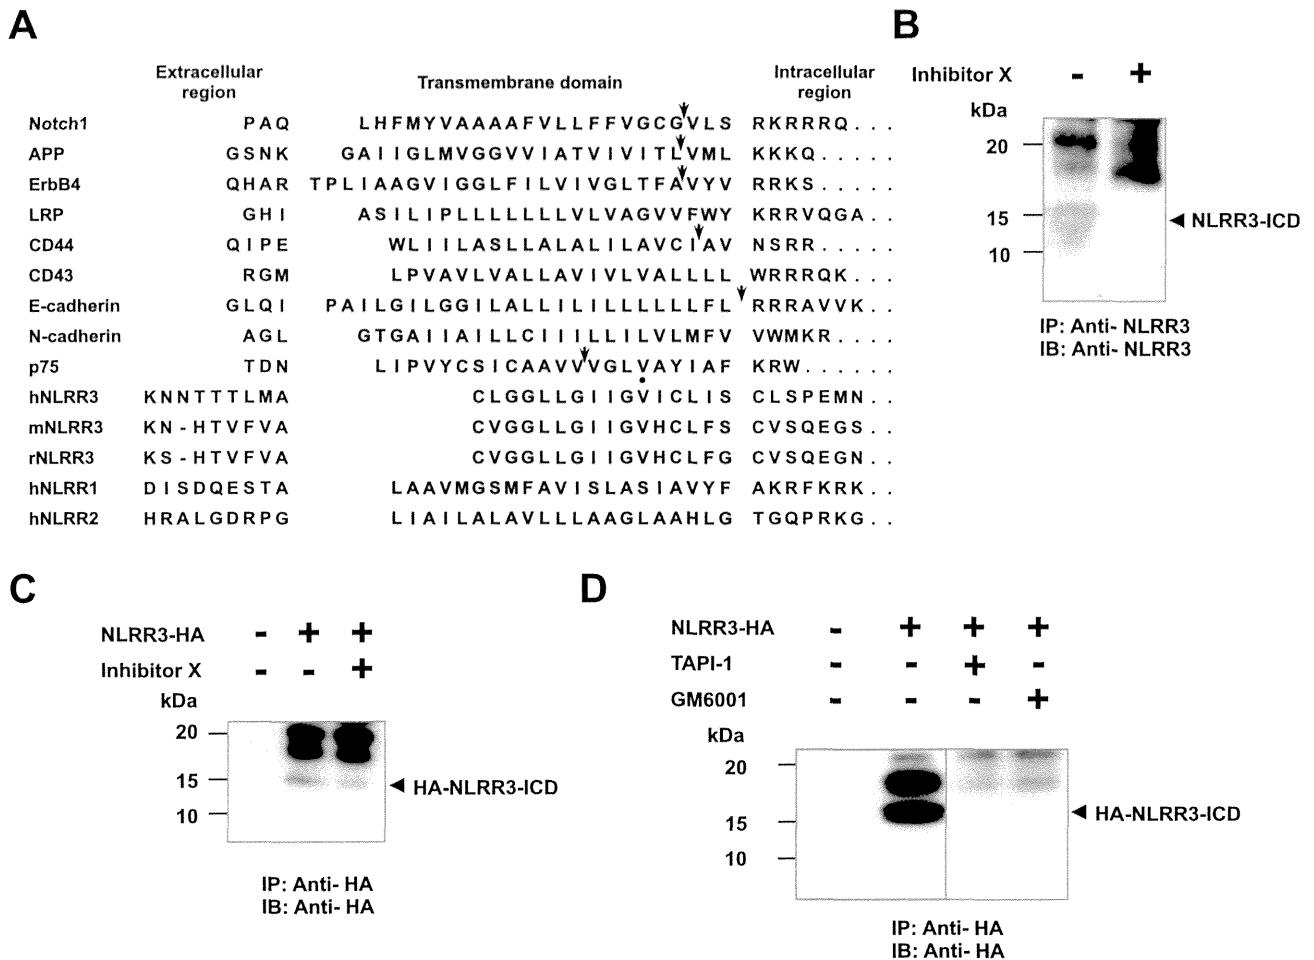 A
Extracellular region
Transmembrane domain
Intracellular region
Notch1 PAQ LHFMYVAAAAFVLLFFVGCGVLS RKRRRQ...
APP GSNK GAIIGLMVGGVVIATVIVITLVML KKKQ.....
ErbB4 QHAR TPLIAAGVIGGLFILVIVGLTFAVYV RRKS.....
LRP GHI ASILIPLLLLLLLVLVAGVVFWY KRRVQGA..
CD44 QIPE WLIILASLLALALILAVCIAV NSRR.....
CD43 RGM LPVAVLVALLAVIVLVALLLL WRRRQK...
E-cadherin GLQI PAILGILGGILALLILILLLLLLFL RRRAVVK..
N-cadherin AGL GTGAIIAILLCIIILLILVLMFV VWMKR....
p75 TDN LIPVYCSICAAVVVGLVAYIAF KRW......
hNLRR3 KNNTTTLMA CLGGLLGIIGVICLIS CLSPEMN..
mNLRR3 KN-HTVFVA CVGGLLGIIGVHCLFS CVSQEGS..
rNLRR3 KS-HTVFVA CVGGLLGIIGVHCLFG CVSQEGN..
hNLRR1 DISDQESTA LAAVMGSMFAVISLASIAVYF AKRFKRK..
hNLRR2 HRALGDRPG LIAILALAVLLLAAGLAAHLG TGQPRKG..
B
Inhibitor X - +
kDa
20
15
10
NLRR3-ICD
IP: Anti- NLRR3
IB: Anti- NLRR3
C
NLRR3-HA - + +
Inhibitor X - - +
kDa
20
15
10
HA-NLRR3-ICD
IP: Anti- HA
IB: Anti- HA
D
NLRR3-HA - + + +
TAPI-1 - - + -
GM6001 - - - +
kDa
20
15
10
HA-NLRR3-ICD
IP: Anti- HA
IB: Anti- HA